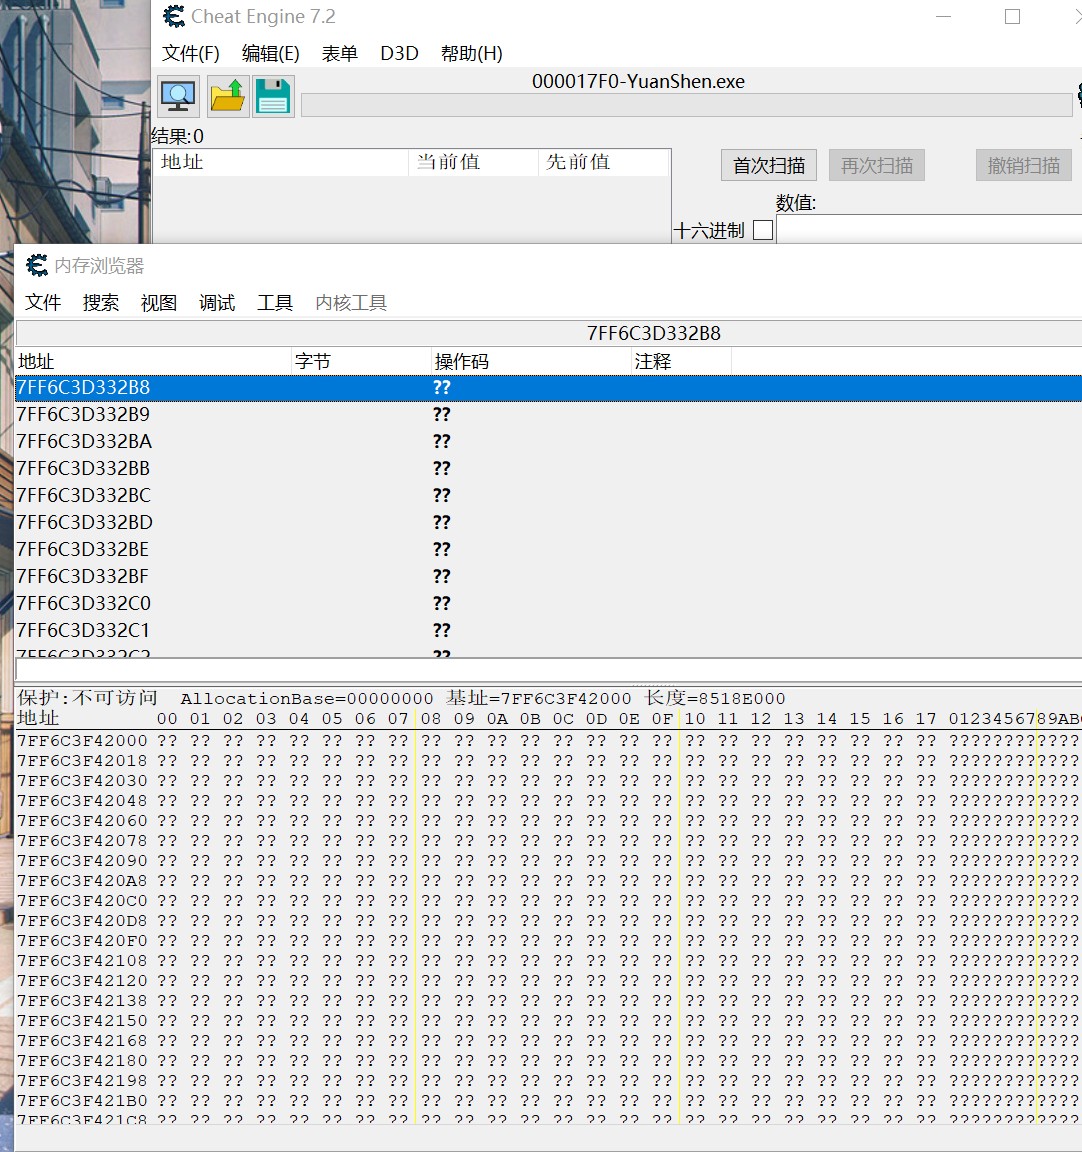 Cheat Engine 7.2
文件(F) 编辑(E) 表单 D3D 帮助(H)
000017F0-YuanShen.exe
结果:0
地址 当前值 先前值
首次扫描 再次扫描 撤销扫描
数值:
十六进制
内存浏览器
文件 搜索 视图 调试 工具 内核工具
7FF6C3D332B8
地址 字节 操作码 注释
7FF6C3D332B8 ??
7FF6C3D332B9 ??
7FF6C3D332BA ??
7FF6C3D332BB ??
7FF6C3D332BC ??
7FF6C3D332BD ??
7FF6C3D332BE ??
7FF6C3D332BF ??
7FF6C3D332C0 ??
7FF6C3D332C1 ??
7FF6C3D332C2 ??
保护:不可访问 AllocationBase=00000000 基址=7FF6C3F42000 长度=8518E000
地址 00 01 02 03 04 05 06 07 08 09 0A 0B 0C 0D 0E 0F 10 11 12 13 14 15 16 17 0123456789AB
7FF6C3F42000 ?? ?? ?? ?? ?? ?? ?? ?? ?? ?? ?? ?? ?? ?? ?? ?? ?? ?? ?? ?? ?? ?? ?? ?? ????????????
7FF6C3F42018 ?? ?? ?? ?? ?? ?? ?? ?? ?? ?? ?? ?? ?? ?? ?? ?? ?? ?? ?? ?? ?? ?? ?? ?? ????????????
7FF6C3F42030 ?? ?? ?? ?? ?? ?? ?? ?? ?? ?? ?? ?? ?? ?? ?? ?? ?? ?? ?? ?? ?? ?? ?? ?? ????????????
7FF6C3F42048 ?? ?? ?? ?? ?? ?? ?? ?? ?? ?? ?? ?? ?? ?? ?? ?? ?? ?? ?? ?? ?? ?? ?? ?? ????????????
7FF6C3F42060 ?? ?? ?? ?? ?? ?? ?? ?? ?? ?? ?? ?? ?? ?? ?? ?? ?? ?? ?? ?? ?? ?? ?? ?? ????????????
7FF6C3F42078 ?? ?? ?? ?? ?? ?? ?? ?? ?? ?? ?? ?? ?? ?? ?? ?? ?? ?? ?? ?? ?? ?? ?? ?? ????????????
7FF6C3F42090 ?? ?? ?? ?? ?? ?? ?? ?? ?? ?? ?? ?? ?? ?? ?? ?? ?? ?? ?? ?? ?? ?? ?? ?? ????????????
7FF6C3F420A8 ?? ?? ?? ?? ?? ?? ?? ?? ?? ?? ?? ?? ?? ?? ?? ?? ?? ?? ?? ?? ?? ?? ?? ?? ????????????
7FF6C3F420C0 ?? ?? ?? ?? ?? ?? ?? ?? ?? ?? ?? ?? ?? ?? ?? ?? ?? ?? ?? ?? ?? ?? ?? ?? ????????????
7FF6C3F420D8 ?? ?? ?? ?? ?? ?? ?? ?? ?? ?? ?? ?? ?? ?? ?? ?? ?? ?? ?? ?? ?? ?? ?? ?? ????????????
7FF6C3F420F0 ?? ?? ?? ?? ?? ?? ?? ?? ?? ?? ?? ?? ?? ?? ?? ?? ?? ?? ?? ?? ?? ?? ?? ?? ????????????
7FF6C3F42108 ?? ?? ?? ?? ?? ?? ?? ?? ?? ?? ?? ?? ?? ?? ?? ?? ?? ?? ?? ?? ?? ?? ?? ?? ????????????
7FF6C3F42120 ?? ?? ?? ?? ?? ?? ?? ?? ?? ?? ?? ?? ?? ?? ?? ?? ?? ?? ?? ?? ?? ?? ?? ?? ????????????
7FF6C3F42138 ?? ?? ?? ?? ?? ?? ?? ?? ?? ?? ?? ?? ?? ?? ?? ?? ?? ?? ?? ?? ?? ?? ?? ?? ????????????
7FF6C3F42150 ?? ?? ?? ?? ?? ?? ?? ?? ?? ?? ?? ?? ?? ?? ?? ?? ?? ?? ?? ?? ?? ?? ?? ?? ????????????
7FF6C3F42168 ?? ?? ?? ?? ?? ?? ?? ?? ?? ?? ?? ?? ?? ?? ?? ?? ?? ?? ?? ?? ?? ?? ?? ?? ????????????
7FF6C3F42180 ?? ?? ?? ?? ?? ?? ?? ?? ?? ?? ?? ?? ?? ?? ?? ?? ?? ?? ?? ?? ?? ?? ?? ?? ????????????
7FF6C3F42198 ?? ?? ?? ?? ?? ?? ?? ?? ?? ?? ?? ?? ?? ?? ?? ?? ?? ?? ?? ?? ?? ?? ?? ?? ????????????
7FF6C3F421B0 ?? ?? ?? ?? ?? ?? ?? ?? ?? ?? ?? ?? ?? ?? ?? ?? ?? ?? ?? ?? ?? ?? ?? ?? ????????????
7FF6C3F421C8 ?? ?? ?? ?? ?? ?? ?? ?? ?? ?? ?? ?? ?? ?? ?? ?? ?? ?? ?? ?? ?? ?? ?? ?? ????????????